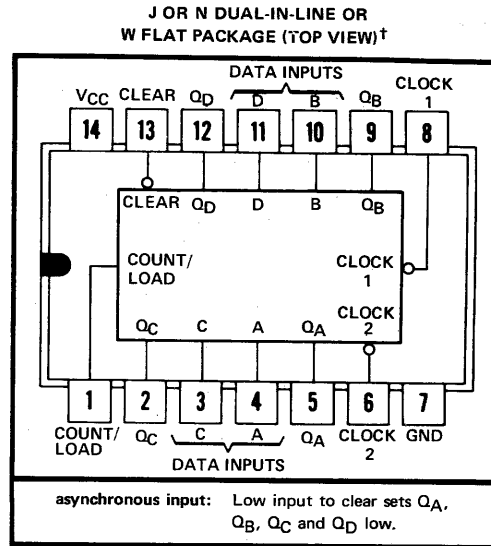 J OR N DUAL-IN-LINE OR
W FLAT PACKAGE (TOP VIEW)†
DATA INPUTS
VCC CLEAR QD D B QB CLOCK 1
14 13 12 11 10 9 8
CLEAR QD D B QB
COUNT/
LOAD
CLOCK
1
CLOCK
2
QC C A QA
1 2 3 4 5 6 7
COUNT/
LOAD
QC C A QA CLOCK 2 GND
DATA INPUTS
asynchronous input: Low input to clear sets QA,
QB, QC and QD low.